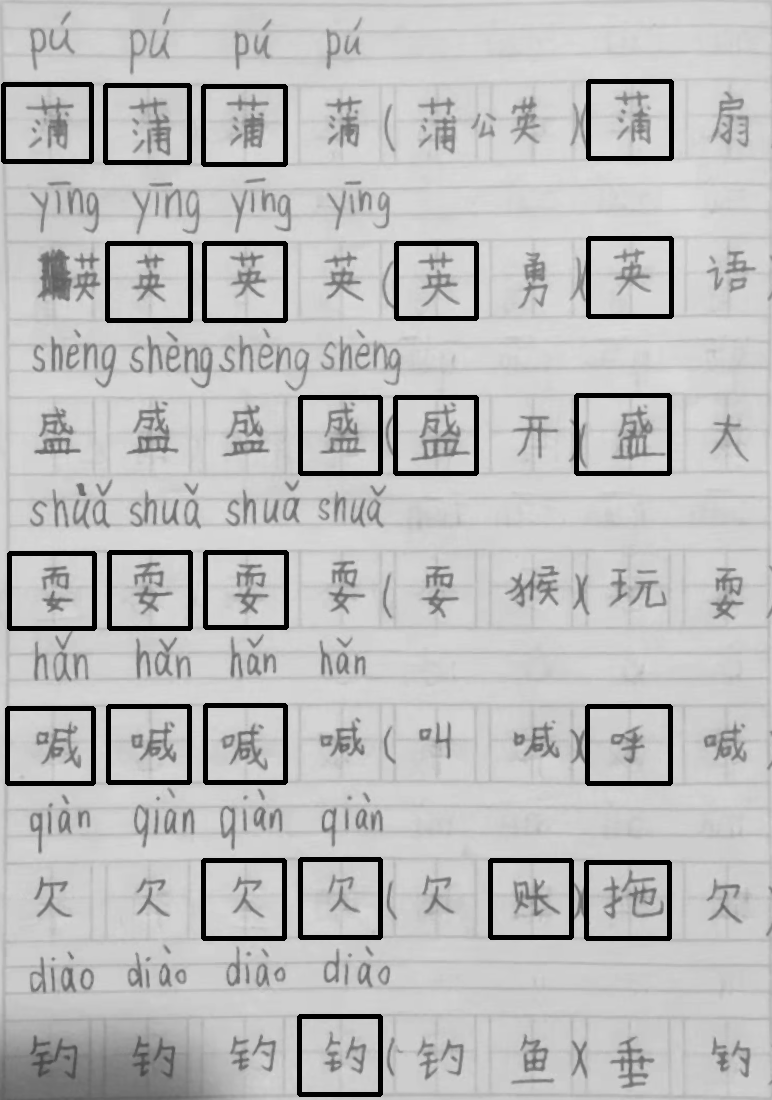 pú pú pú pú
蒲 蒲 蒲 蒲 ( 蒲公英 )( 蒲 扇
yīng yīng yīng yīng
英 英 英 英 ( 英 勇 )( 英 语 )
shèng shèng shèng shèng
盛 盛 盛 盛 ( 盛 开 )( 盛 大
shuǎ shuǎ shuǎ shuǎ
耍 耍 耍 耍 ( 耍 猴 )( 玩 耍 )
hǎn hǎn hǎn hǎn
喊 喊 喊 喊 ( 叫 喊 )( 呼 喊 )
qiàn qiàn qiàn qiàn
欠 欠 欠 欠 ( 欠 账 )( 拖 欠 )
diào diào diào diào
钓 钓 钓 钓 ( 钓 鱼 )( 垂 钓 )